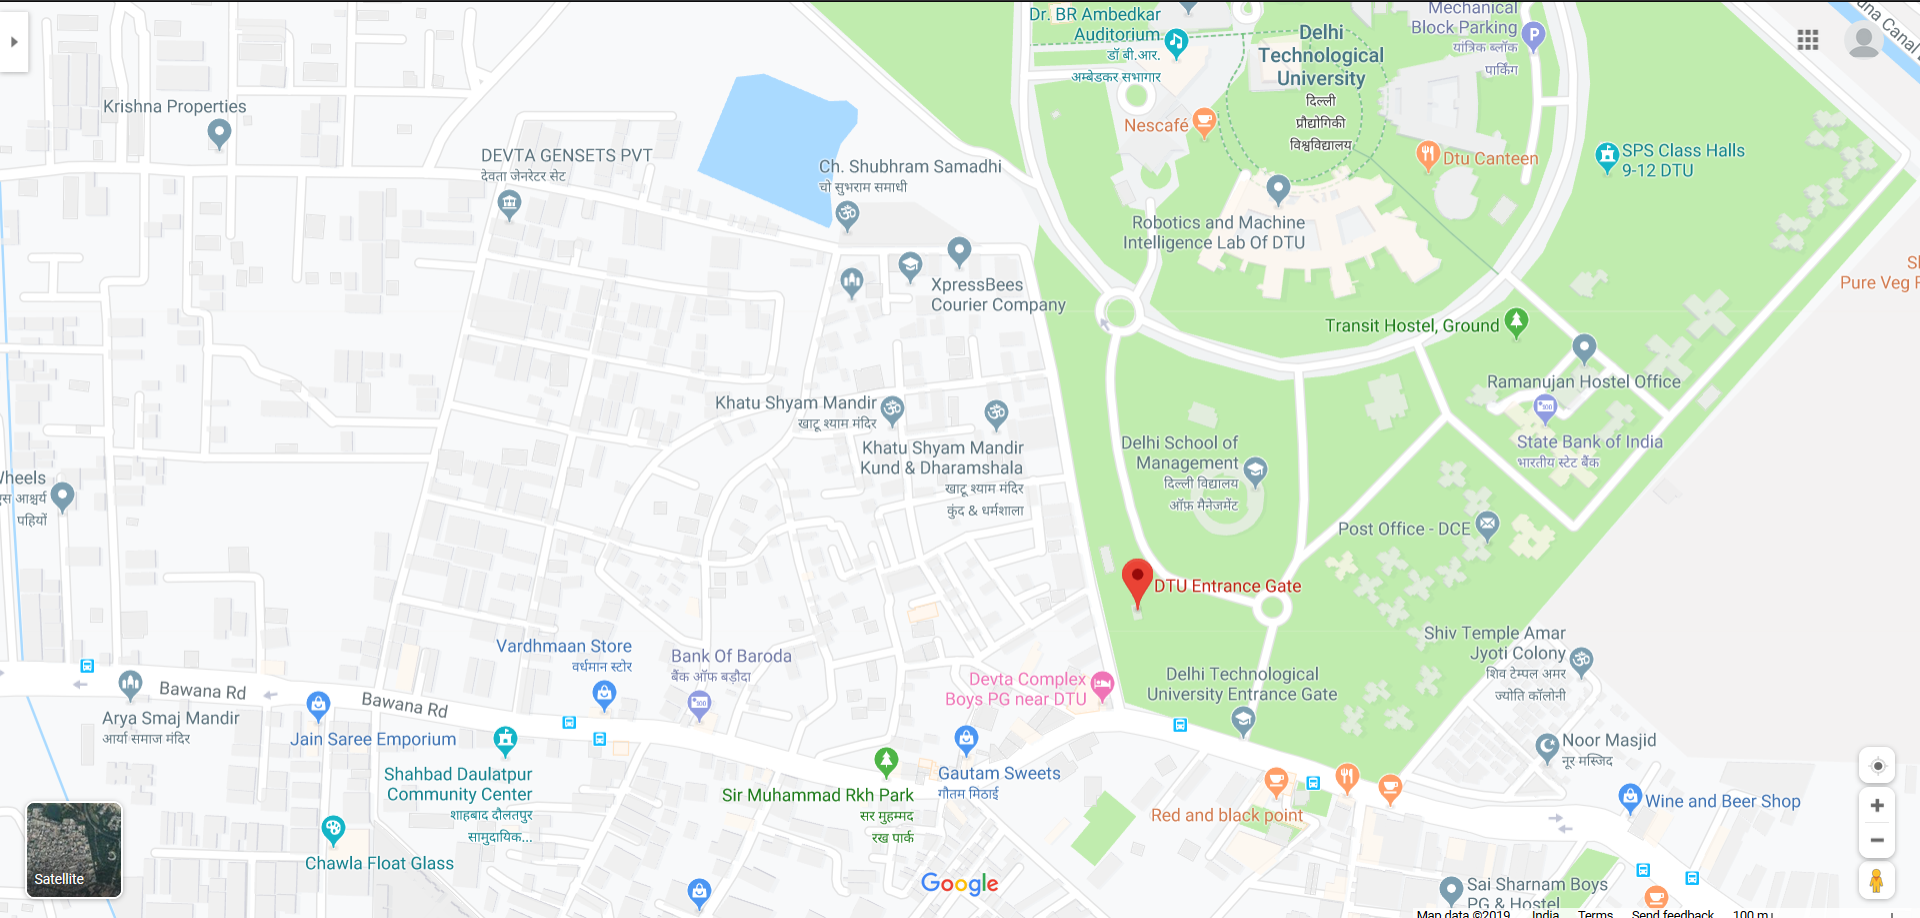 Dr. BR Ambedkar
Auditorium
डॉ बी.आर.
अम्बेडकर सभागार
Delhi
Technological
University
दिल्ली
प्रौद्योगिकी
विश्वविद्यालय
Mechanical
Block Parking
यांत्रिक ब्लॉक
पार्किंग
una Canal
Krishna Properties
Nescafé
Dtu Canteen
SPS Class Halls
9-12 DTU
DEVTA GENSETS PVT
देवता जेनरेटर सेट
Ch. Shubhram Samadhi
चो सुभराम समाधी
Robotics and Machine
Intelligence Lab Of DTU
XpressBees
Courier Company
Pure Veg
Transit Hostel, Ground
Ramanujan Hostel Office
State Bank of India
भारतीय स्टेट बैंक
Khatu Shyam Mandir
खाटू श्याम मंदिर
Khatu Shyam Mandir
Kund & Dharamshala
खाटू श्याम मंदिर
कुंद & धर्मशाला
Delhi School of
Management
दिल्ली विद्यालय
ऑफ़ मैनेजमेंट
Wheels
एस आश्चर्य
पहियों
Post Office - DCE
DTU Entrance Gate
Vardhmaan Store
वर्धमान स्टोर
Bank Of Baroda
बैंक ऑफ बड़ौदा
Shiv Temple Amar
Jyoti Colony
शिव टेम्पल अमर
ज्योति कॉलोनी
Devta Complex
Boys PG near DTU
Delhi Technological
University Entrance Gate
Bawana Rd
Bawana Rd
Arya Smaj Mandir
आर्या समाज मंदिर
Jain Saree Emporium
Shahbad Daulatpur
Community Center
शाहबाद दौलतपुर
सामुदायिक...
Noor Masjid
नूर मस्जिद
Gautam Sweets
गौतम मिठाई
Sir Muhammad Rkh Park
सर मुहम्मद
रख पार्क
Red and black point
Wine and Beer Shop
Chawla Float Glass
Satellite
Google
Sai Sharnam Boys
PG & Hostel
Map data ©2019 India Terms Send feedback 100 m